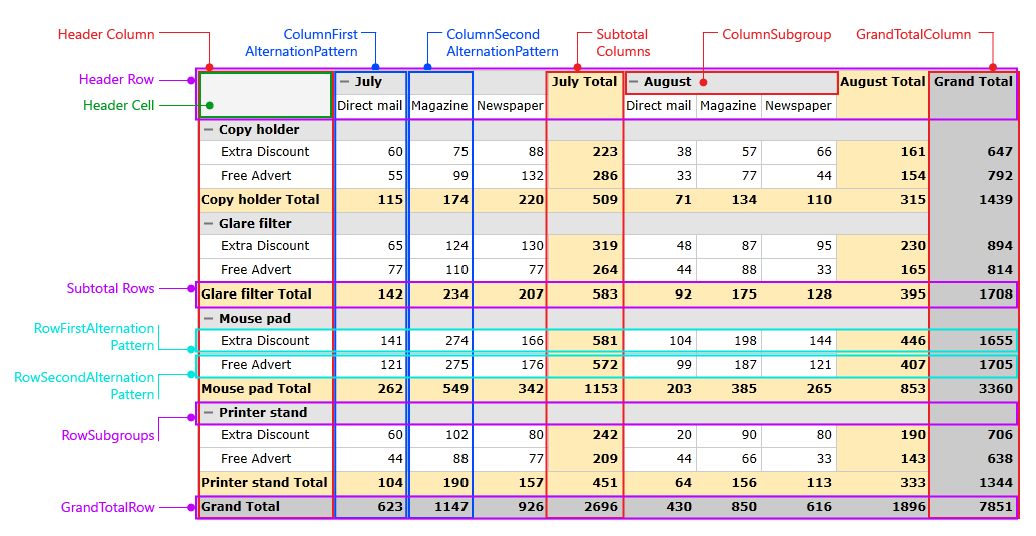 Header Column
ColumnFirst
AlternationPattern
ColumnSecond
AlternationPattern
Subtotal
Columns
ColumnSubgroup
GrandTotalColumn
Header Row
Header Cell
July July Total August August Total Grand Total
Direct mail Magazine Newspaper Direct mail Magazine Newspaper
Copy holder
Extra Discount 60 75 88 223 38 57 66 161 647
Free Advert 55 99 132 286 33 77 44 154 792
Copy holder Total 115 174 220 509 71 134 110 315 1439
Glare filter
Extra Discount 65 124 130 319 48 87 95 230 894
Free Advert 77 110 77 264 44 88 33 165 814
Subtotal Rows
Glare filter Total 142 234 207 583 92 175 128 395 1708
Mouse pad
RowFirstAlternation
Pattern
Extra Discount 141 274 166 581 104 198 144 446 1655
Free Advert 121 275 176 572 99 187 121 407 1705
RowSecondAlternation
Pattern
Mouse pad Total 262 549 342 1153 203 385 265 853 3360
Printer stand
RowSubgroups
Extra Discount 60 102 80 242 20 90 80 190 706
Free Advert 44 88 77 209 44 66 33 143 638
Printer stand Total 104 190 157 451 64 156 113 333 1344
GrandTotalRow
Grand Total 623 1147 926 2696 430 850 616 1896 7851